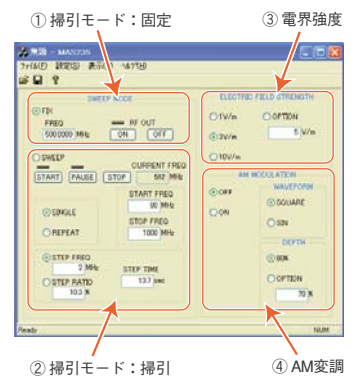 ① 掃引モード：固定
③ 電界強度
無題 - MAS735
ファイル(F) 設定(S) 表示(V) ヘルプ(H)
SWEEP MODE
FIX
FREQ
RF OUT
5000000 MHz
ON
OFF
SWEEP
CURRENT FREQ
START
PAUSE
STOP
582 MHz
START FREQ
80 MHz
SINGLE
STOP FREQ
REPEAT
1000 MHz
STEP FREQ
2 MHz
STEP TIME
STEP RATIO
13.7 sec
10.3 %
ELECTRIC FIELD STRENGTH
1V/m
OPTION
3V/m
5 V/m
10V/m
AM MODULATION
OFF
WAVEFORM
SQUARE
ON
SIN
DEPTH
80%
OPTION
70 %
Ready
NUM
② 掃引モード：掃引
④ AM変調